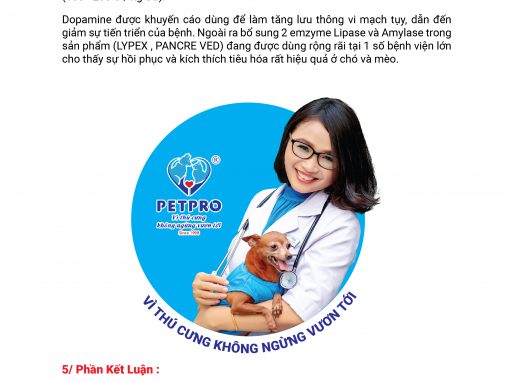 Dopamine được khuyến cáo dùng để làm tăng lưu thông vi mạch tụy, dẫn đến
giảm sự tiến triển của bệnh. Ngoài ra bổ sung 2 emzyme Lipase và Amylase trong
sản phẩm (LYPEX , PANCRE VED) đang được dùng rộng rãi tại 1 số bệnh viện lớn
cho thấy sự hồi phục và kích thích tiêu hóa rất hiệu quả ở chó và mèo.
®
PETPRO
Vì thú cưng
không ngừng vươn tới
Since 1998
VÌ THÚ CƯNG KHÔNG NGỪNG VƯƠN TỚI
5/ Phần Kết Luận :